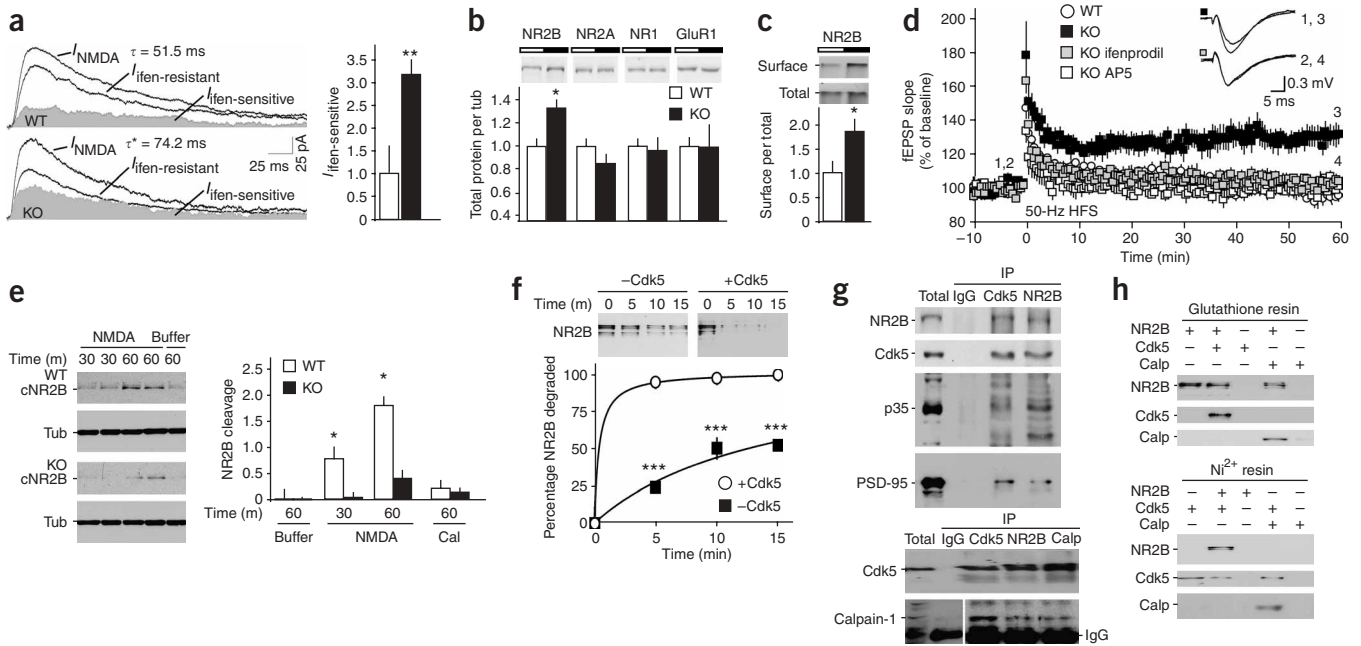 a
I NMDA
τ = 51.5 ms
I ifen-resistant
I ifen-sensitive
WT
I NMDA
τ* = 74.2 ms
I ifen-resistant
I ifen-sensitive
25 ms
25 pA
KO
I ifen-sensitive
3.5
3.0
2.5
2.0
1.5
1.0
0.5
0
**
b
NR2B NR2A NR1 GluR1
Total protein per tub
1.4
1.2
1.0
0.8
0.6
0.4
*
WT
KO
c
NR2B
Surface
Total
Surface per total
2.0
1.5
1.0
0.5
0
*
d
WT
KO
KO ifenprodil
KO AP5
1, 3
2, 4
0.3 mV
5 ms
fEPSP slope
(% of baseline)
200
180
160
140
120
100
80
1,2
3
4
50-Hz HFS
–10 0 10 20 30 40 50 60
Time (min)
e
NMDA Buffer
Time (m) 30 30 60 60 60
WT
cNR2B
Tub
KO
cNR2B
Tub
NR2B cleavage
2.5
2.0
1.5
1.0
0.5
0
WT
KO
*
*
Time (m) 60 30 60 60
Buffer NMDA Cal
f
–Cdk5 +Cdk5
Time (m) 0 5 10 15 0 5 10 15
NR2B
Percentage NR2B degraded
100
75
50
25
0
*** *** ***
+Cdk5
–Cdk5
0 5 10 15
Time (min)
g
IP
Total IgG Cdk5 NR2B
NR2B
Cdk5
p35
PSD-95
IP
Total IgG Cdk5 NR2B Calp
Cdk5
Calpain-1
IgG
h
Glutathione resin
NR2B + + – + –
Cdk5 – + + – –
Calp – – – + +
NR2B
Cdk5
Calp
Ni2+ resin
NR2B – + + – –
Cdk5 + + – + –
Calp – – – + +
NR2B
Cdk5
Calp